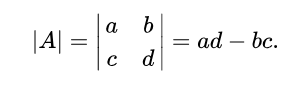 |A| = | a b ; c d | = ad − bc.